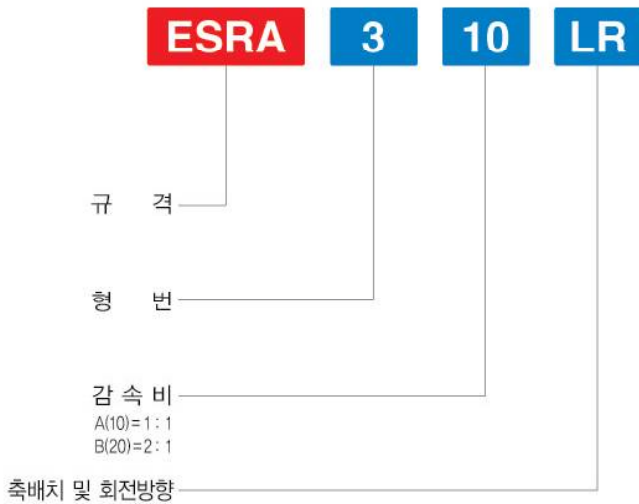 ESRA 3 10 LR
규 격
형 번
감 속 비
A(10)=1 : 1
B(20)=2 : 1
축배치 및 회전방향